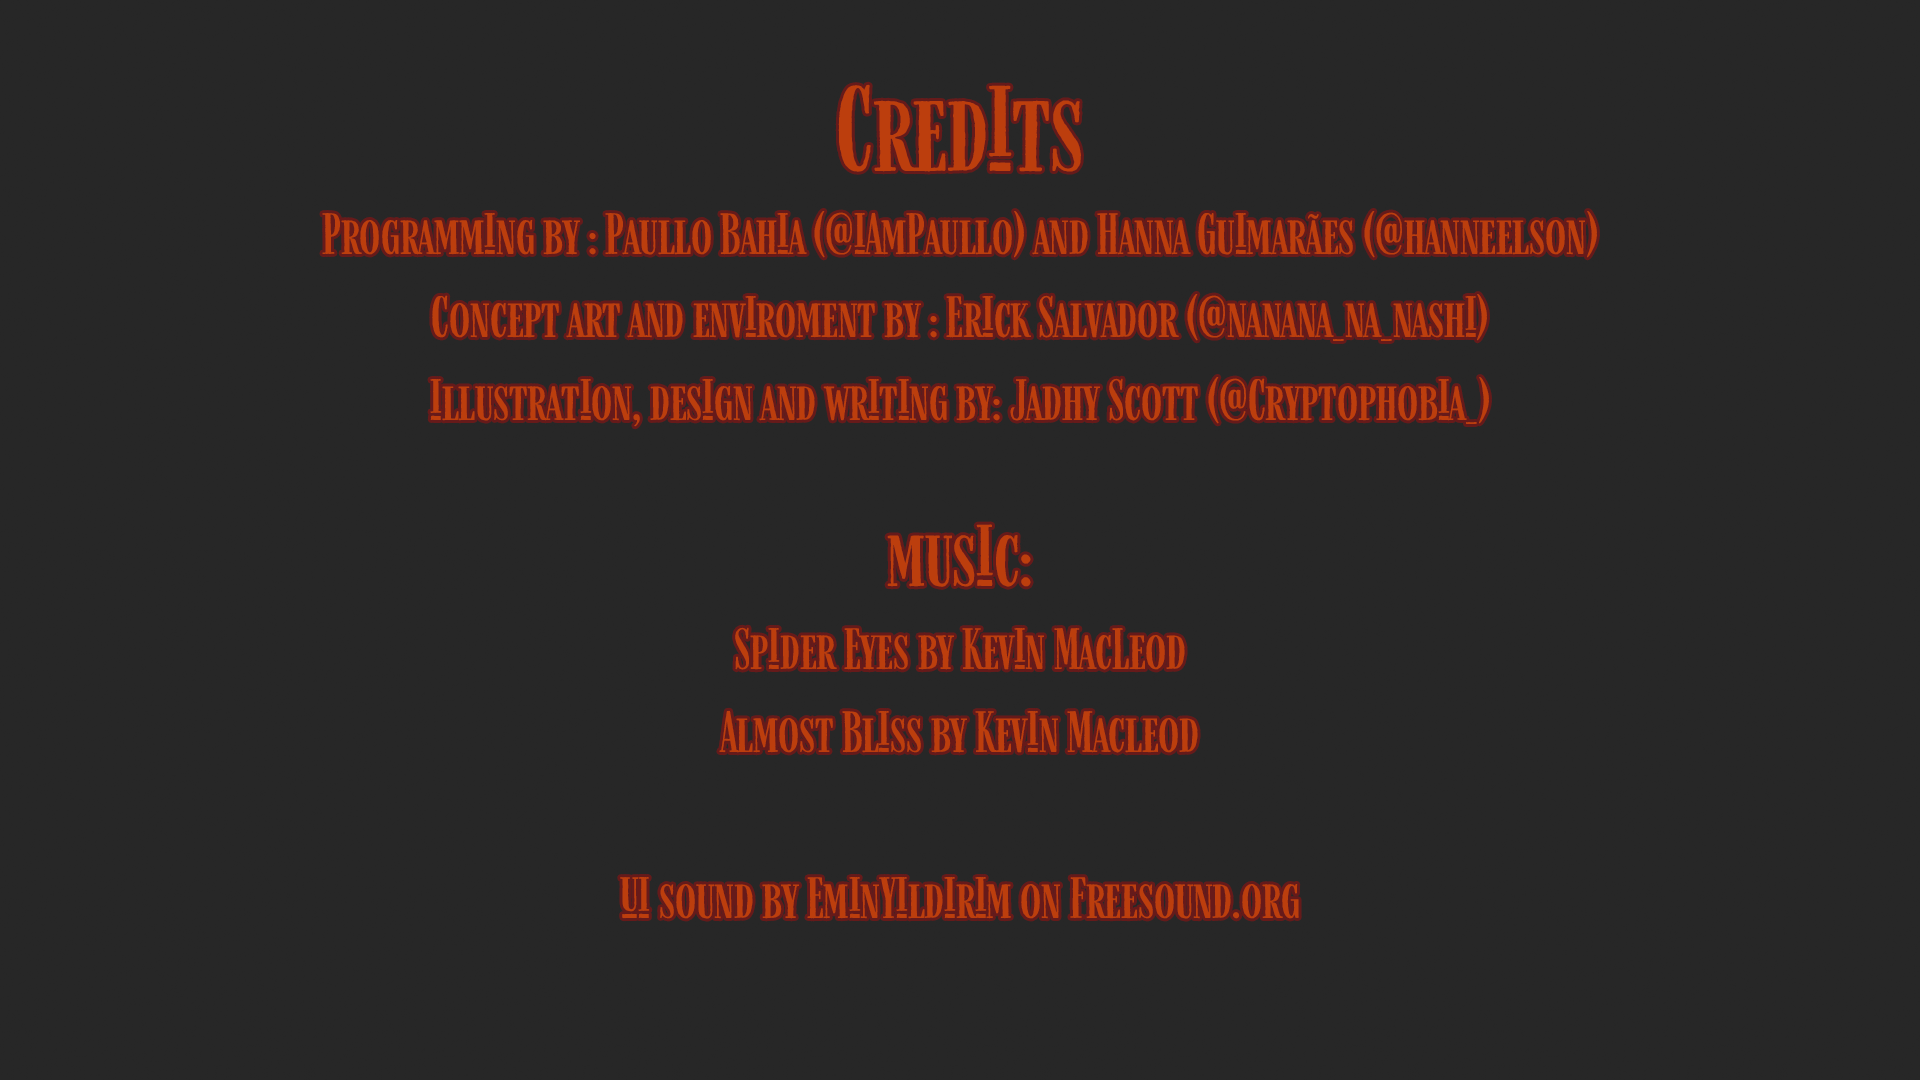 Credits
Programming by : Paullo Bahia (@IAmPaullo) and Hanna Guimarães (@hanneelson)
Concept art and enviroment by : Erick Salvador (@nanana_na_nashi)
Illustration, design and writing by: Jadhy Scott (@Cryptophobia_)
music:
Spider Eyes by Kevin MacLeod
Almost Bliss by Kevin Macleod
UI sound by EminYILDIRIM on Freesound.org